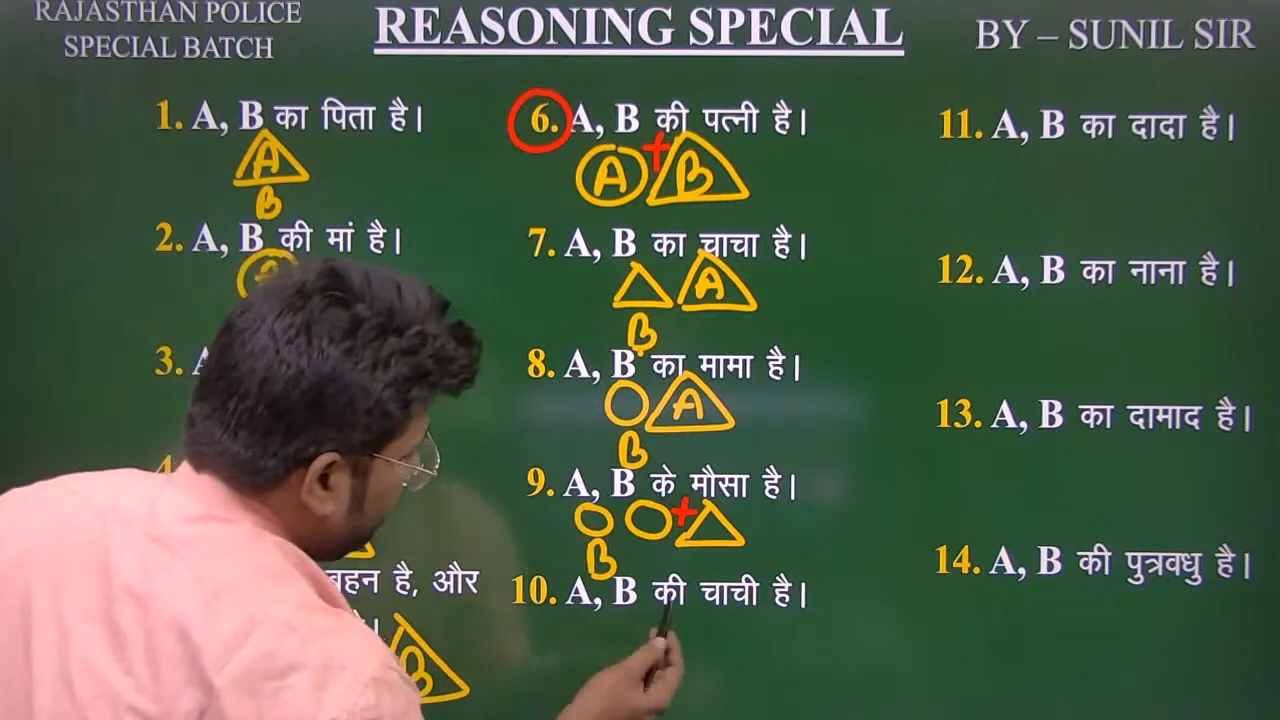 RAJASTHAN POLICE
SPECIAL BATCH
REASONING SPECIAL
BY – SUNIL SIR
1. A, B का पिता है।
A
B
2. A, B की मां है।
3.
बहन है, और
है।
B
6. A, B की पत्नी है।
A + B
7. A, B का चाचा है।
A
B
8. A, B का मामा है।
A
B
9. A, B के मौसा है।
+
B
10. A, B की चाची है।
11. A, B का दादा है।
12. A, B का नाना है।
13. A, B का दामाद है।
14. A, B की पुत्रवधु है।